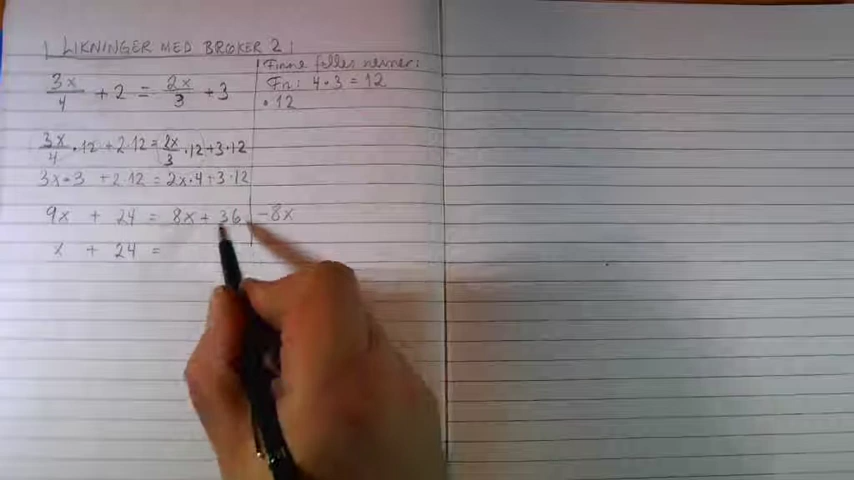 LIKNINGER MED BRØKER 2
Finne felles nevner:
3x/4 + 2 = 2x/3 + 3
Fn: 4 · 3 = 12
· 12
3x/4 · 12 + 2 · 12 = 2x/3 · 12 + 3 · 12
3x · 3 + 2 · 12 = 2x · 4 + 3 · 12
9x + 24 = 8x + 36 | -8x
x + 24 =